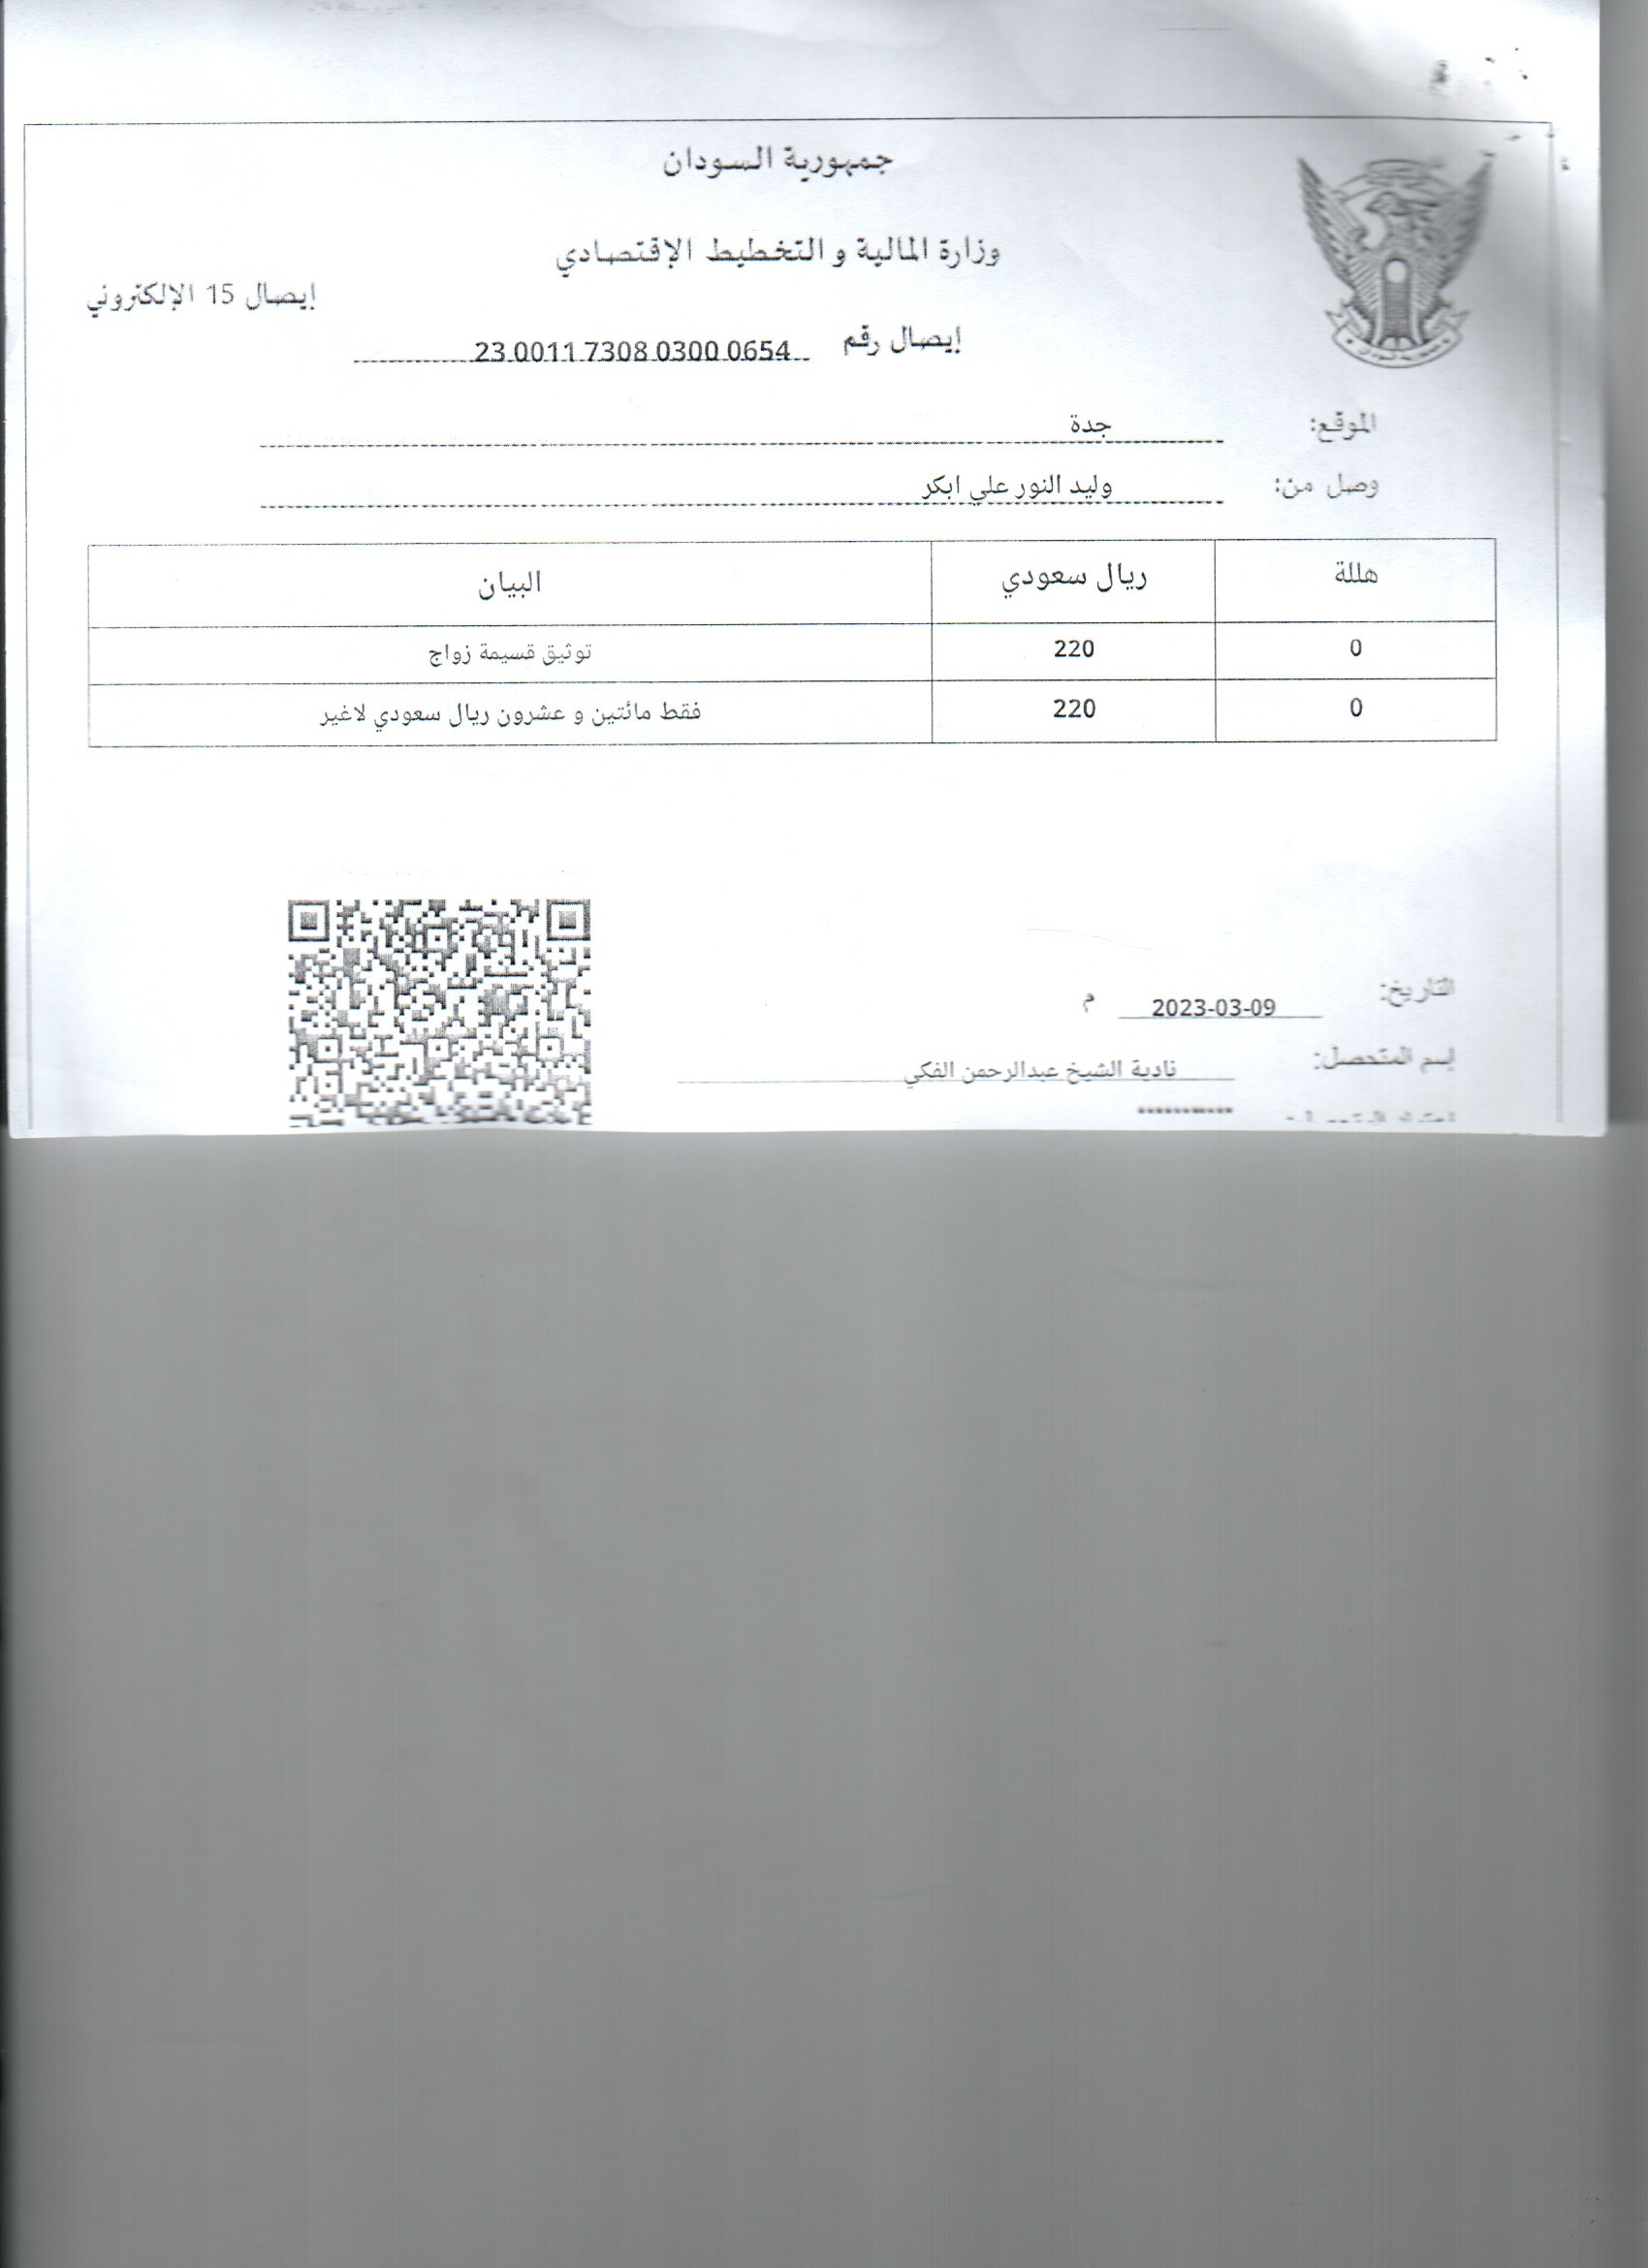 جمهورية السودان
وزارة المالية و التخطيط الإقتصادي
إيصال 15 الإلكتروني
إيصال رقم 23 0011 7308 0300 0654
الموقع: جدة
وصل من: وليد النور علي ابكر
هللة ريال سعودي البيان
0 220 توثيق قسيمة زواج
0 220 فقط مائتين و عشرون ريال سعودي لاغير
التاريخ: 2023-03-09 م
إسم المتحصل: نادية الشيخ عبدالرحمن الفكي
**********